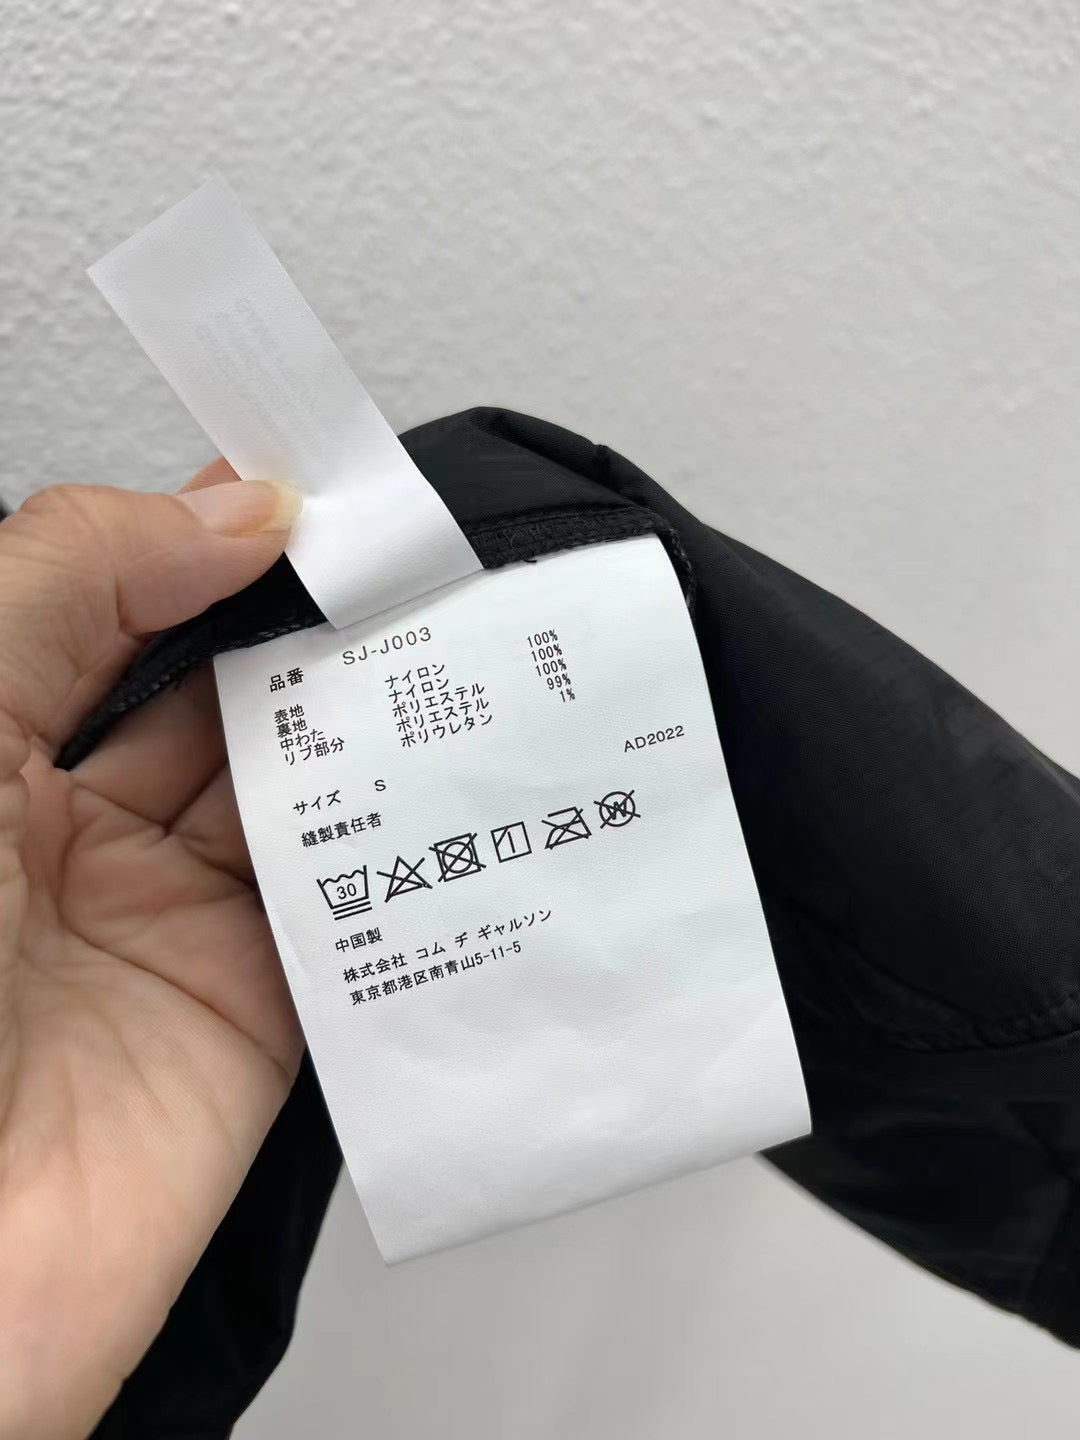 品番 SJ-J003
表地 ナイロン 100%
裏地 ナイロン 100%
中わた ポリエステル 100%
リブ部分 ポリエステル 99%
ポリウレタン 1%
サイズ S AD2022
縫製責任者
30 W
中国製
株式会社 コム デ ギャルソン
東京都港区南青山5-11-5